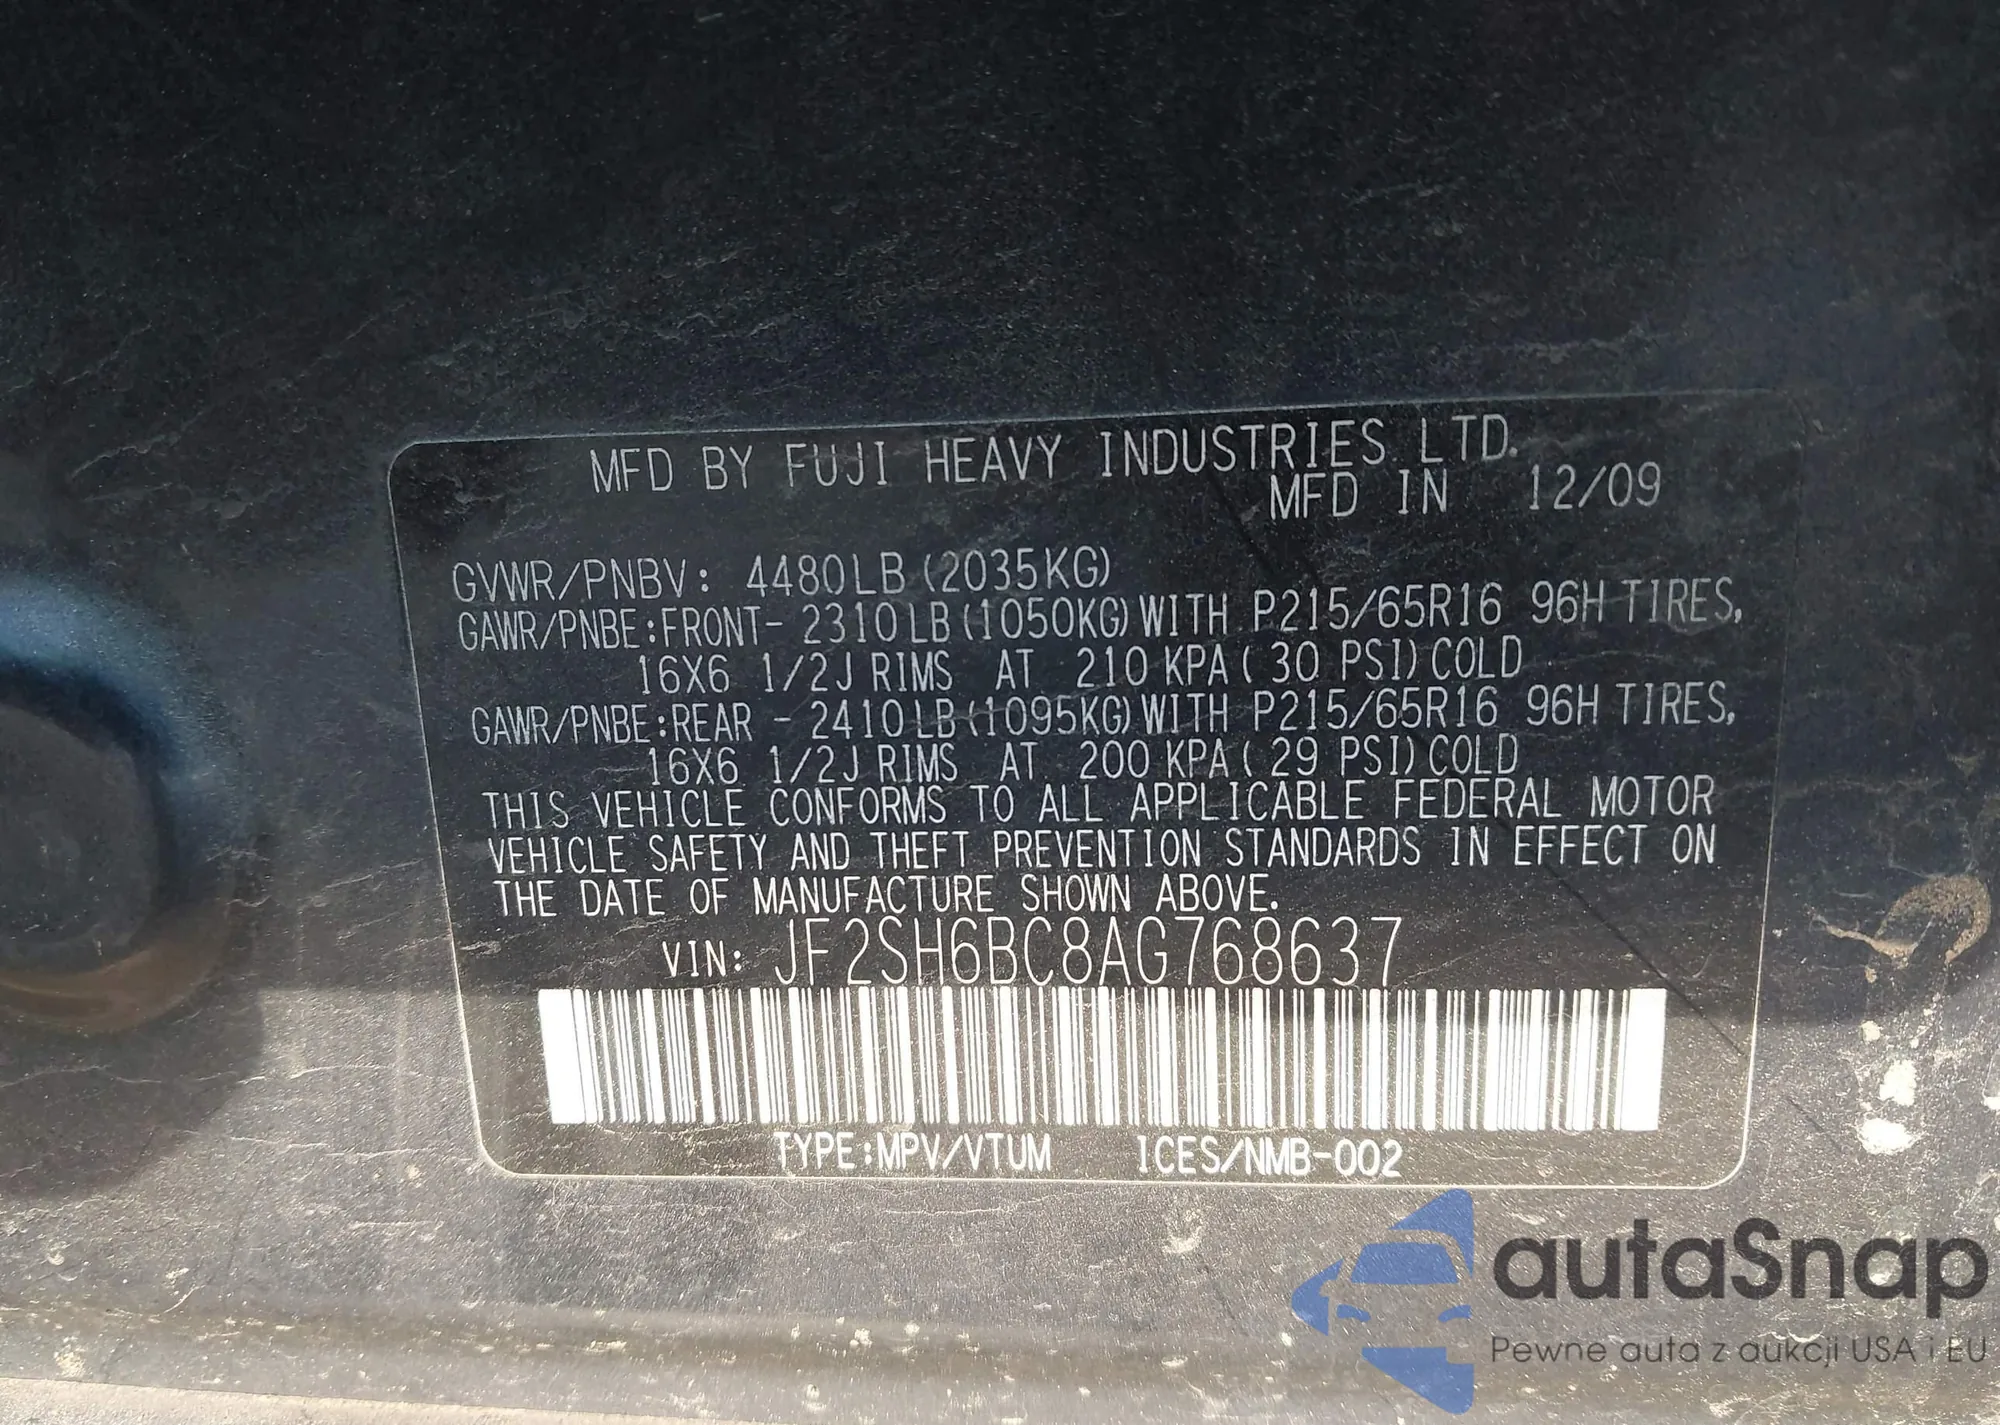 MFD BY FUJI HEAVY INDUSTRIES LTD.
MFD IN 12/09
GVWR/PNBV: 4480LB (2035KG)
GAWR/PNBE:FRONT- 2310LB (1050KG) WITH P215/65R16 96H TIRES,
16X6 1/2J RIMS AT 210 KPA ( 30 PSI) COLD
GAWR/PNBE:REAR - 2410LB (1095KG) WITH P215/65R16 96H TIRES,
16X6 1/2J RIMS AT 200 KPA ( 29 PSI) COLD
THIS VEHICLE CONFORMS TO ALL APPLICABLE FEDERAL MOTOR
VEHICLE SAFETY AND THEFT PREVENTION STANDARDS IN EFFECT ON
THE DATE OF MANUFACTURE SHOWN ABOVE.
VIN: JF2SH6BC8AG768637
TYPE:MPV/VTUM ICES/NMB-002
autaSnap
Pewne auta z aukcji USA i EU